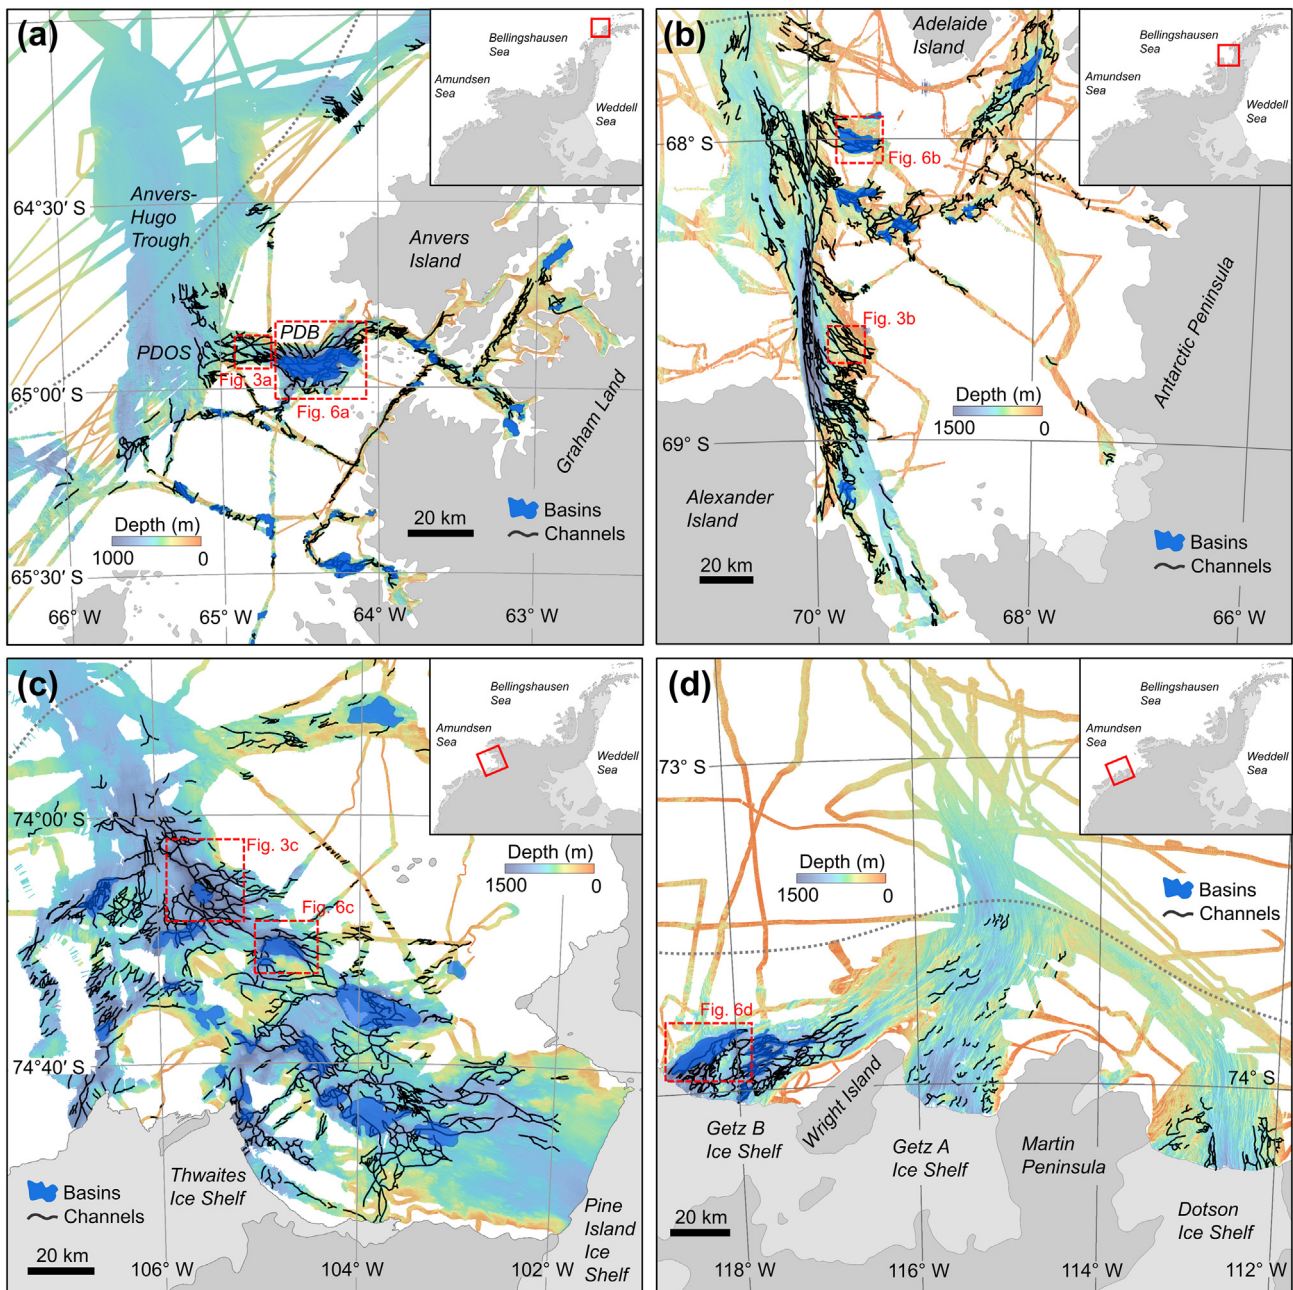 (a)
Bellingshausen
Sea
Amundsen
Sea
Weddell
Sea
Anvers-
Hugo
Trough
64°30′ S
Anvers
Island
PDB
PDOS
Fig. 3a
65°00′ S
Fig. 6a
Graham Land
Basins
Channels
Depth (m)
1000 0
20 km
65°30′ S
66° W
65° W
64° W
63° W
(b)
Adelaide
Island
Bellingshausen
Sea
Amundsen
Sea
Weddell
Sea
68° S
Fig. 6b
Fig. 3b
Antarctic Peninsula
Depth (m)
1500 0
69° S
Alexander
Island
20 km
Basins
Channels
70° W
68° W
66° W
(c)
Bellingshausen
Sea
Amundsen
Sea
Weddell
Sea
74°00′ S
Fig. 3c
Depth (m)
1500 0
Fig. 6c
74°40′ S
Thwaites
Ice Shelf
Basins
Channels
20 km
Pine
Island
Ice
Shelf
106° W
104° W
102° W
(d)
Bellingshausen
Sea
Amundsen
Sea
Weddell
Sea
73° S
Depth (m)
1500 0
Basins
Channels
Fig. 6d
74° S
Getz B
Ice Shelf
Wright Island
Getz A
Ice Shelf
Martin
Peninsula
Dotson
Ice Shelf
20 km
118° W
116° W
114° W
112° W